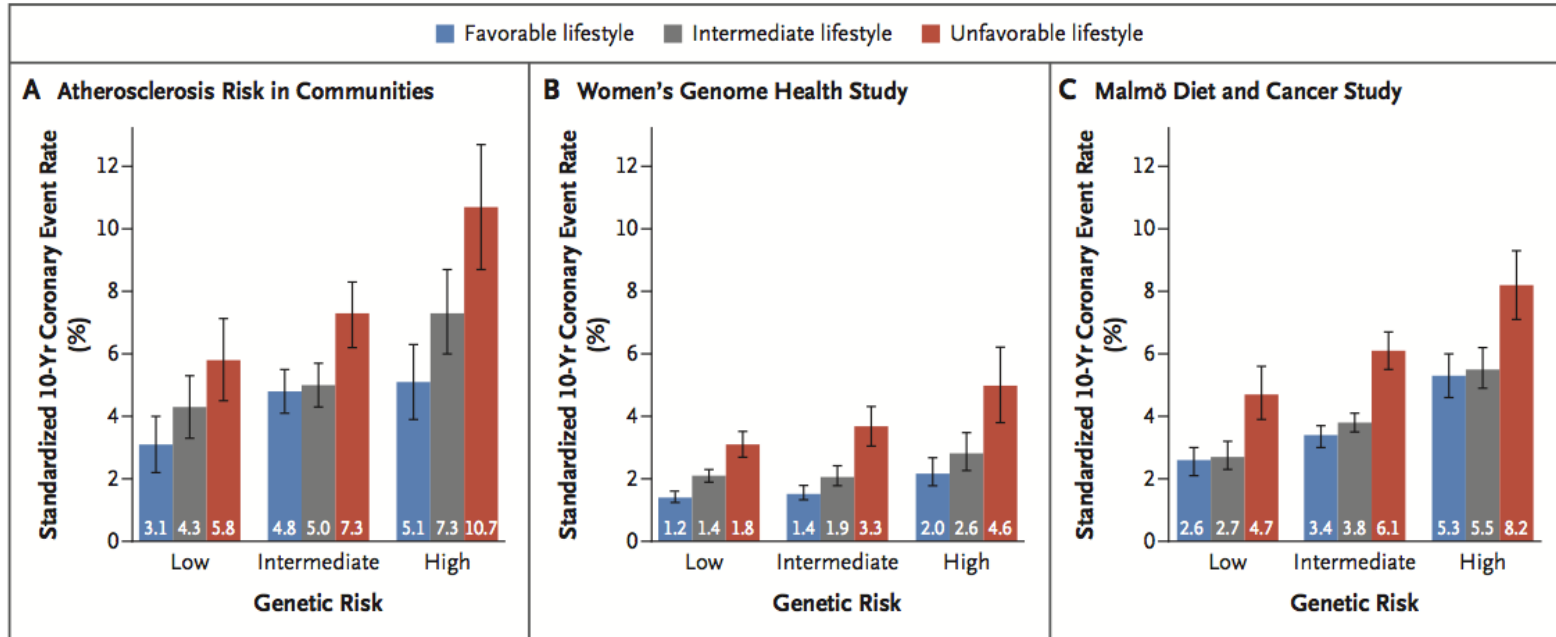 Favorable lifestyle Intermediate lifestyle Unfavorable lifestyle
A Atherosclerosis Risk in Communities
Standardized 10-Yr Coronary Event Rate
(%)
12
10
8
6
4
2
0
3.1 4.3 5.8 4.8 5.0 7.3 5.1 7.3 10.7
Low Intermediate High
Genetic Risk
B Women's Genome Health Study
Standardized 10-Yr Coronary Event Rate
(%)
12
10
8
6
4
2
0
1.2 1.4 1.8 1.4 1.9 3.3 2.0 2.6 4.6
Low Intermediate High
Genetic Risk
C Malmö Diet and Cancer Study
Standardized 10-Yr Coronary Event Rate
(%)
12
10
8
6
4
2
0
2.6 2.7 4.7 3.4 3.8 6.1 5.3 5.5 8.2
Low Intermediate High
Genetic Risk